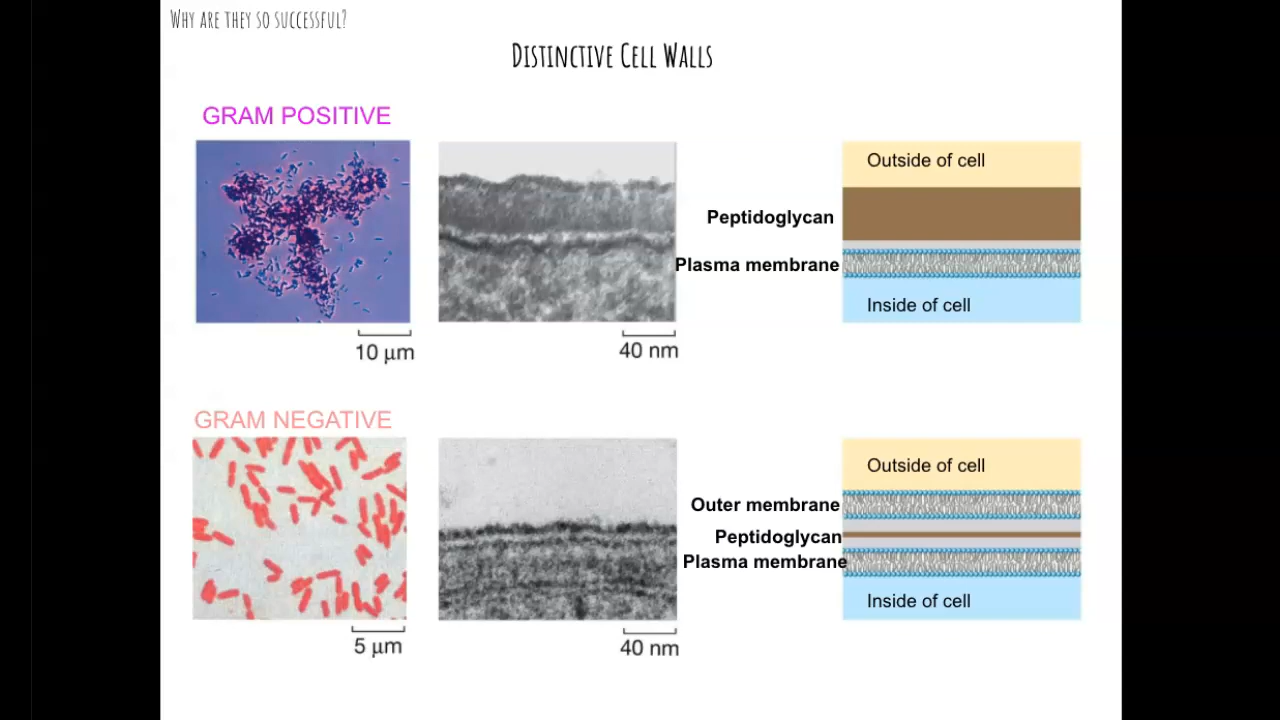 Why are they so successful?
Distinctive Cell Walls
GRAM POSITIVE
Outside of cell
Peptidoglycan
Plasma membrane
Inside of cell
10 μm
40 nm
GRAM NEGATIVE
Outside of cell
Outer membrane
Peptidoglycan
Plasma membrane
Inside of cell
5 μm
40 nm